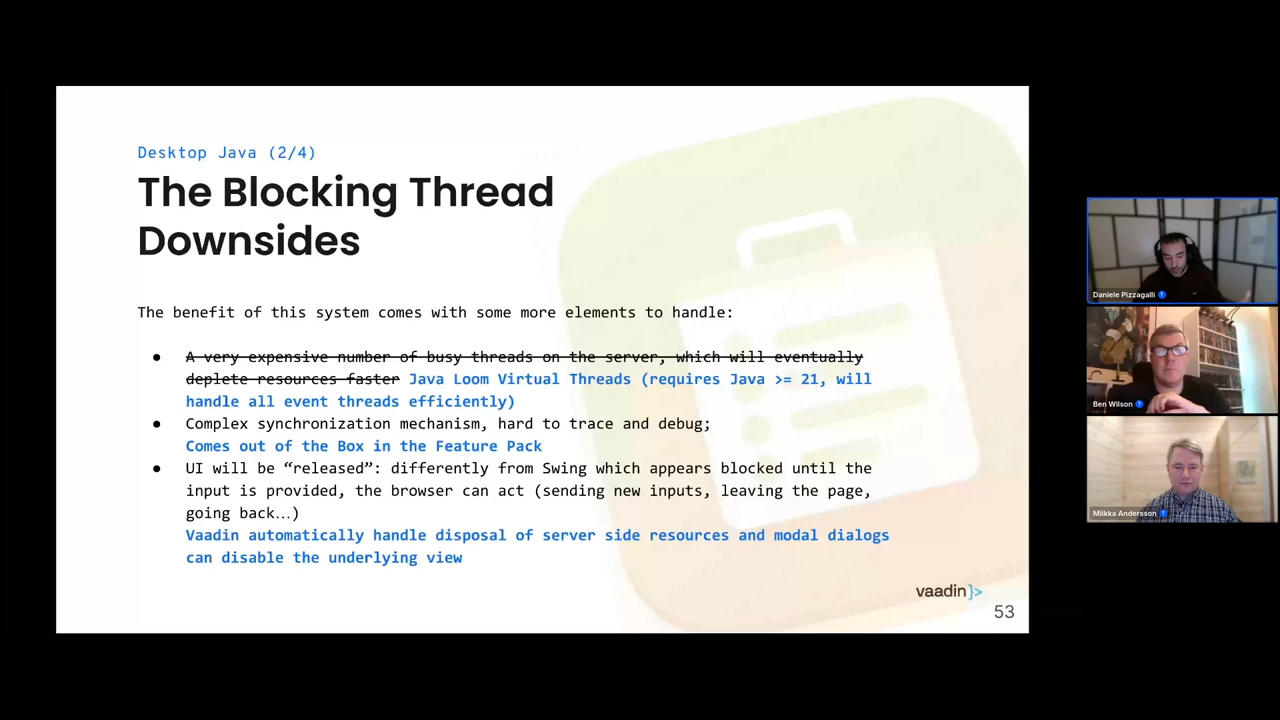 Desktop Java (2/4)
The Blocking Thread
Downsides
The benefit of this system comes with some more elements to handle:
● A very expensive number of busy threads on the server, which will eventually
deplete resources faster Java Loom Virtual Threads (requires Java >= 21, will
handle all event threads efficiently)
● Complex synchronization mechanism, hard to trace and debug;
Comes out of the Box in the Feature Pack
● UI will be “released”: differently from Swing which appears blocked until the
input is provided, the browser can act (sending new inputs, leaving the page,
going back…)
Vaadin automatically handle disposal of server side resources and modal dialogs
can disable the underlying view
vaadin}>
53
Daniele Pizzagalli
Ben Wilson
Miikka Andersson